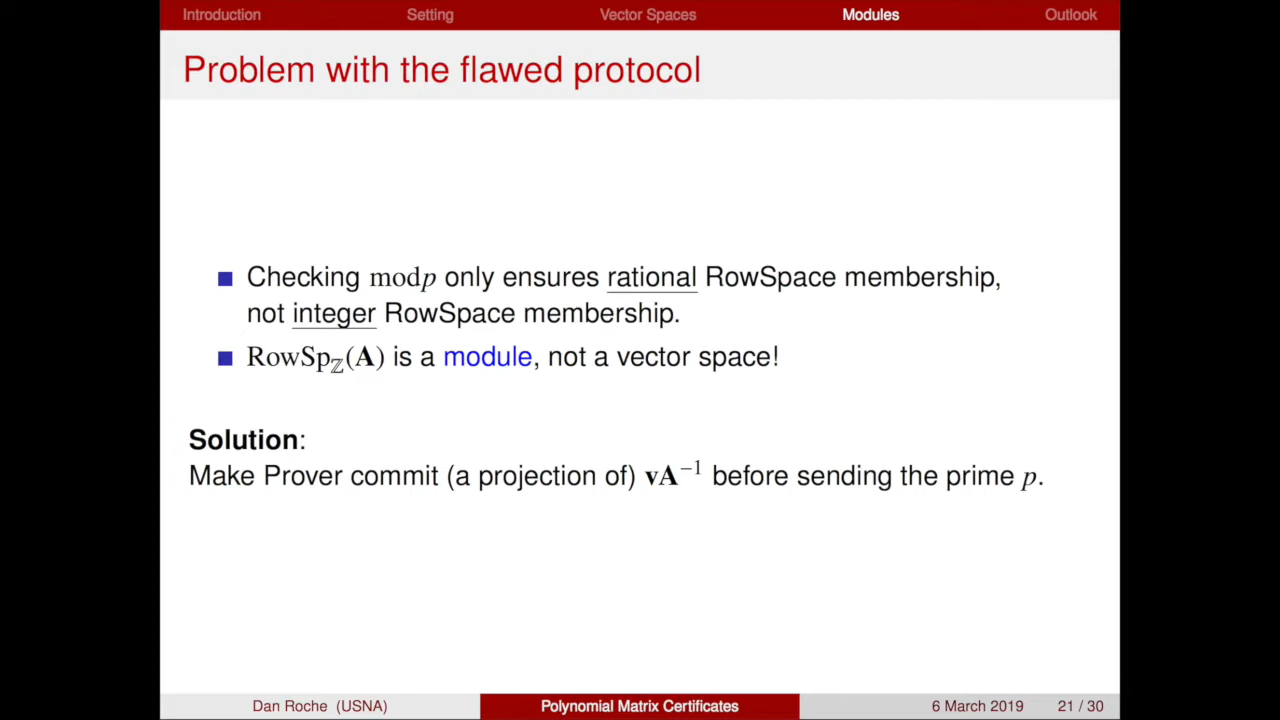 Introduction Setting Vector Spaces Modules Outlook
Problem with the flawed protocol
Checking mod p only ensures rational RowSpace membership,
not integer RowSpace membership.
RowSpℤ(A) is a module, not a vector space!
Solution:
Make Prover commit (a projection of) vA⁻¹ before sending the prime p.
Dan Roche (USNA) Polynomial Matrix Certificates 6 March 2019 21 / 30